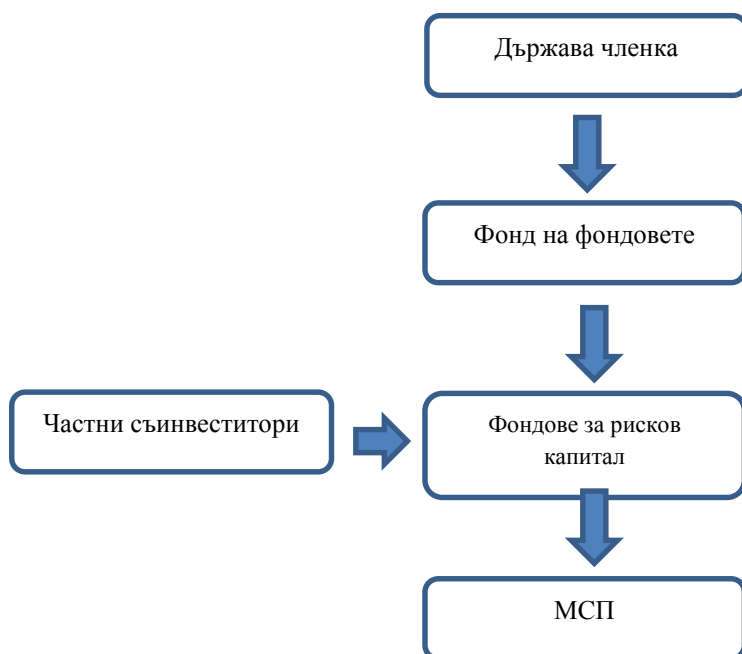 Държава членка
Фонд на фондовете
Частни съинвеститори
Фондове за рисков
капитал
МСП